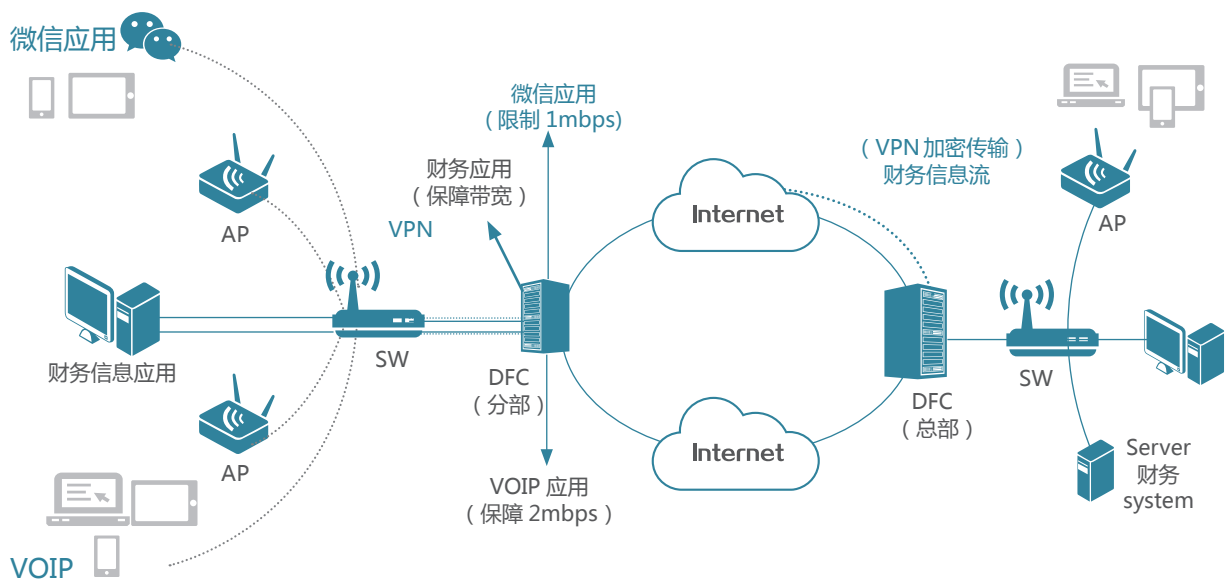 微信应用
微信应用
（限制 1mbps)
财务应用
（保障带宽）
VPN
（VPN 加密传输）
财务信息流
Internet
AP
AP
SW
财务信息应用
DFC
（分部）
DFC
（总部）
SW
Internet
AP
VOIP 应用
（保障 2mbps）
Server
财务
system
VOIP